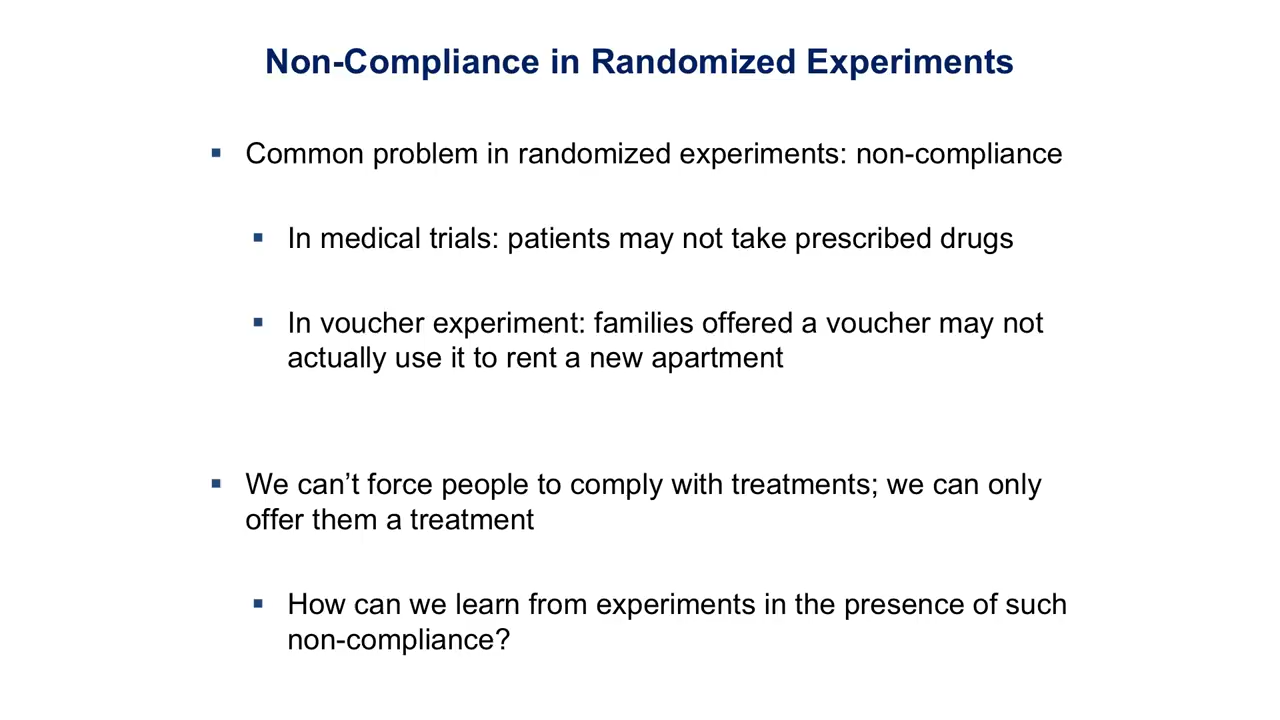 Non-Compliance in Randomized Experiments
▪ Common problem in randomized experiments: non-compliance
▪ In medical trials: patients may not take prescribed drugs
▪ In voucher experiment: families offered a voucher may not
actually use it to rent a new apartment
▪ We can’t force people to comply with treatments; we can only
offer them a treatment
▪ How can we learn from experiments in the presence of such
non-compliance?